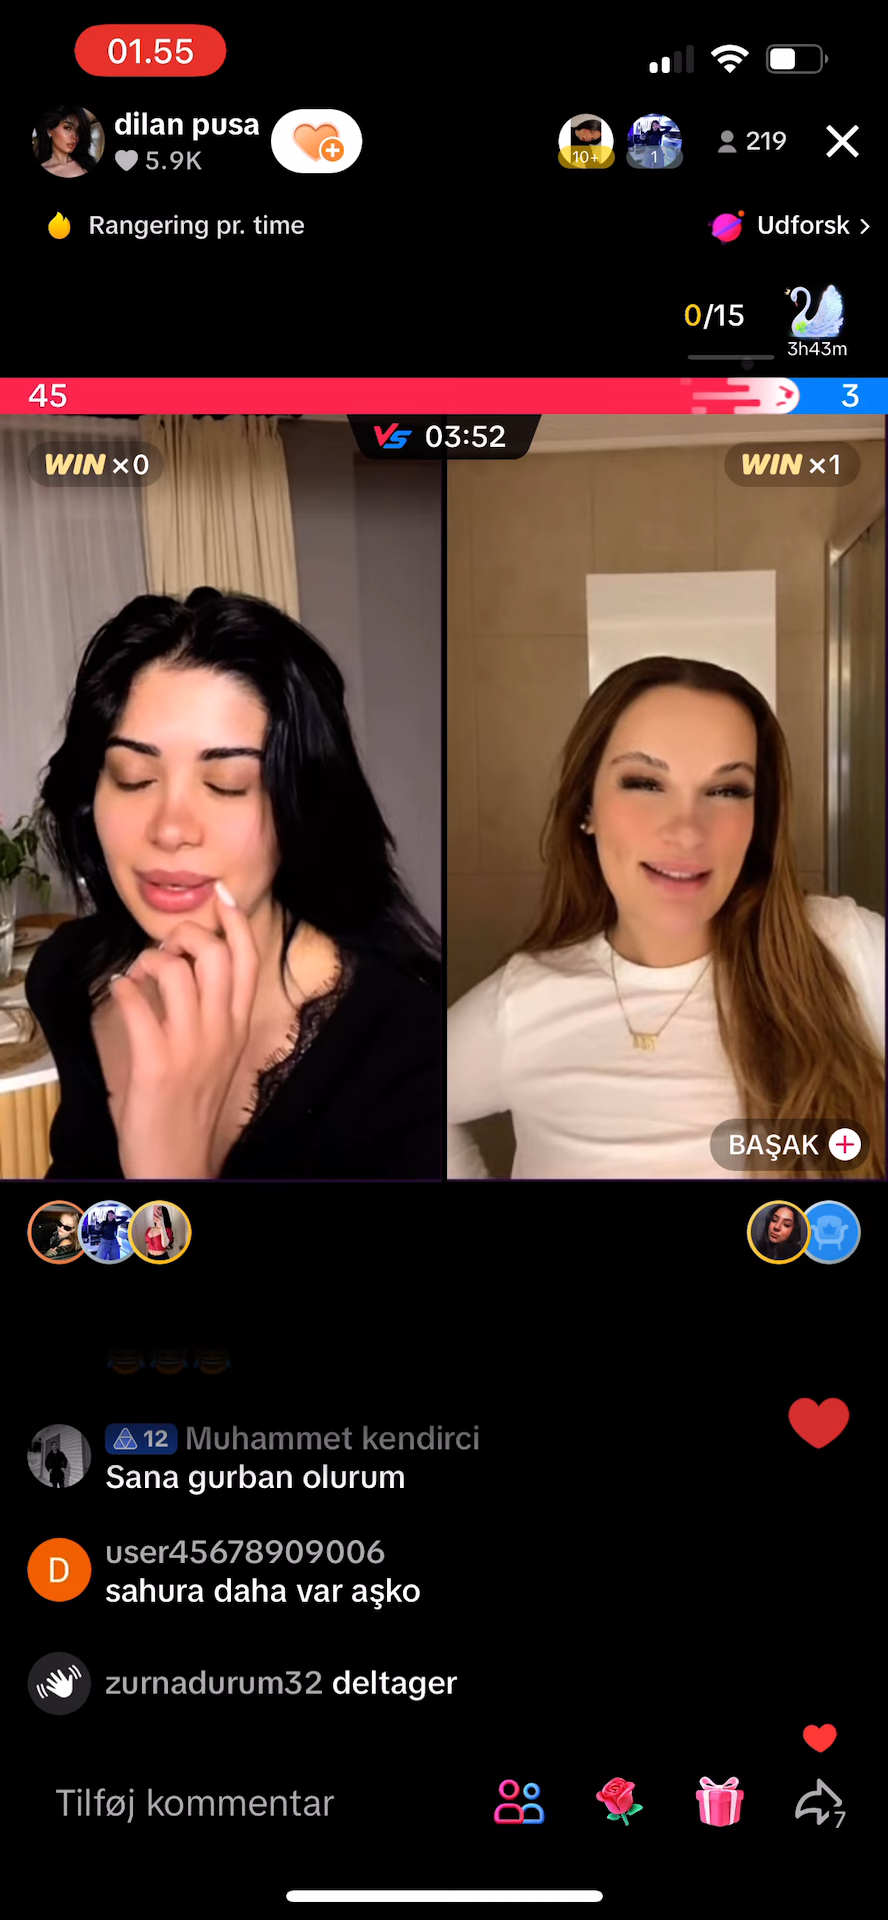 01.55
dilan pusa
5.9K
10+
1
219
Rangering pr. time
Udforsk >
0/15
3h43m
45
3
VS 03:52
WIN ×0
WIN ×1
BAŞAK
12 Muhammet kendirci
Sana gurban olurum
D
user45678909006
sahura daha var aşko
zurnadurum32 deltager
Tilføj kommentar
7